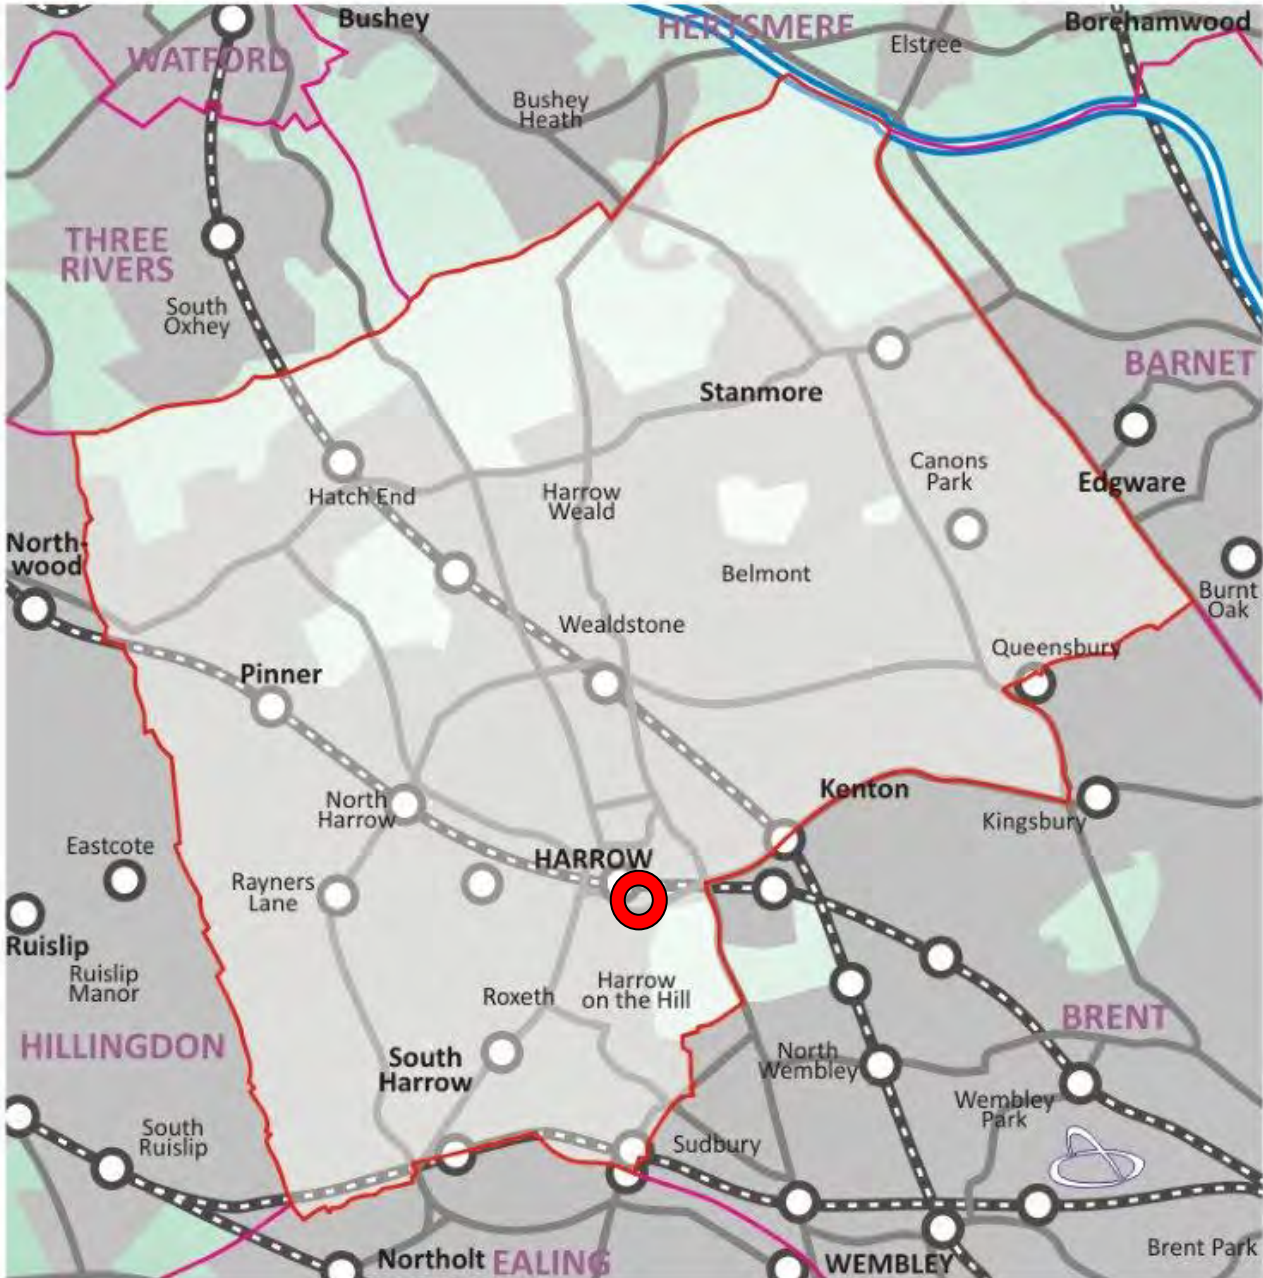 Bushey
HERTSMERE
Borehamwood
WATFORD
Elstree
Bushey
Heath
THREE
RIVERS
South
Oxhey
BARNET
Stanmore
Canons
Park
Edgware
Hatch End
Harrow
Weald
North-
wood
Belmont
Burnt
Oak
Wealdstone
Queensbury
Pinner
Kenton
North
Harrow
Kingsbury
Eastcote
HARROW
Rayners
Lane
Ruislip
Ruislip
Manor
Roxeth
Harrow
on the Hill
BRENT
HILLINGDON
South
Harrow
North
Wembley
Wembley
Park
South
Ruislip
Sudbury
Northolt
EALING
WEMBLEY
Brent Park